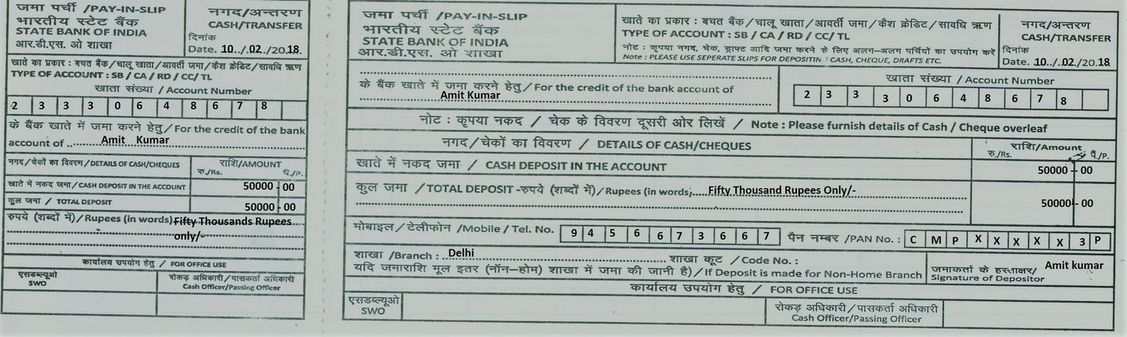 जमा पर्ची /PAY-IN-SLIP
भारतीय स्टेट बैंक
STATE BANK OF INDIA
आर.डी.एस. ओ शाखा
नगद/अन्तरण
CASH/TRANSFER
दिनांक
Date. 10../.02../20.18.
खाते का प्रकार : बचत बैंक/चालू खाता/आवर्ती जमा/कैश क्रेडिट/सावधि ऋण
TYPE OF ACCOUNT : SB / CA / RD / CC/ TL
खाता संख्या / Account Number
2 3 3 3 0 6 4 8 6 7 8
के बैंक खाते में जमा करने हेतु/For the credit of the bank
account of .. Amit Kumar
नगद/चेकों का विवरण/DETAILS OF CASH/CHEQUES
राशि/AMOUNT
रु./Rs. पै./P.
खाते में नकद जमा/CASH DEPOSIT IN THE ACCOUNT 50000 - 00
कुल जमा / TOTAL DEPOSIT 50000 - 00
रुपये (शब्दों में)/Rupees (in words) Fifty Thousands Rupees
only/-
कार्यालय उपयोग हेतु / FOR OFFICE USE
एसडब्ल्यूओ
SWO
रोकड़ अधिकारी/पासकर्ता अधिकारी
Cash Officer/Passing Officer
जमा पर्ची /PAY-IN-SLIP
भारतीय स्टेट बैंक
STATE BANK OF INDIA
आर.डी.एस. ओ शाखा
खाते का प्रकार : बचत बैंक/चालू खाता/आवर्ती जमा/कैश क्रेडिट/सावधि ऋण
TYPE OF ACCOUNT : SB / CA / RD/ CC/ TL
नोट : कृपया नगद, चेक, ड्राफ्ट आदि जमा करने के लिए अलग-अलग पर्चियों का उपयोग करें
Note : PLEASE USE SEPERATE SLIPS FOR DEPOSITIN CASH, CHEQUE, DRAFTS ETC.
नगद/अन्तरण
CASH/TRANSFER
दिनांक
Date. 10../.02../20.18
के बैंक खाते में जमा करने हेतु/For the credit of the bank account of
Amit Kumar
खाता संख्या / Account Number
2 3 3 3 0 6 4 8 6 7 8
नोट : कृपया नकद / चेक के विवरण दूसरी ओर लिखें / Note : Please furnish details of Cash / Cheque overleaf
नगद/चेकों का विवरण/ DETAILS OF CASH/CHEQUES
राशि/Amount
रु./Rs. पै./P.
खाते में नकद जमा / CASH DEPOSIT IN THE ACCOUNT 50000 - 00
कुल जमा /TOTAL DEPOSIT -रुपये (शब्दों में)/Rupees (in words) Fifty Thousand Rupees Only/- 50000 - 00
मोबाइल/टेलीफोन /Mobile / Tel. No. 9 4 5 6 6 7 3 6 6 7 पैन नम्बर /PAN No. : C M P X X X X X 3 P
शाखा /Branch : Delhi शाखा कूट / Code No. :
यदि जमाराशि मूल इतर (नॉन-होम) शाखा में जमा की जानी है)/If Deposit is made for Non-Home Branch
जमाकर्ता के हस्ताक्षर/ Amit kumar
Signature of Depositor
कार्यालय उपयोग हेतु / FOR OFFICE USE
एसडब्ल्यूओ
SWO
रोकड़ अधिकारी/पासकर्ता अधिकारी
Cash Officer/Passing Officer